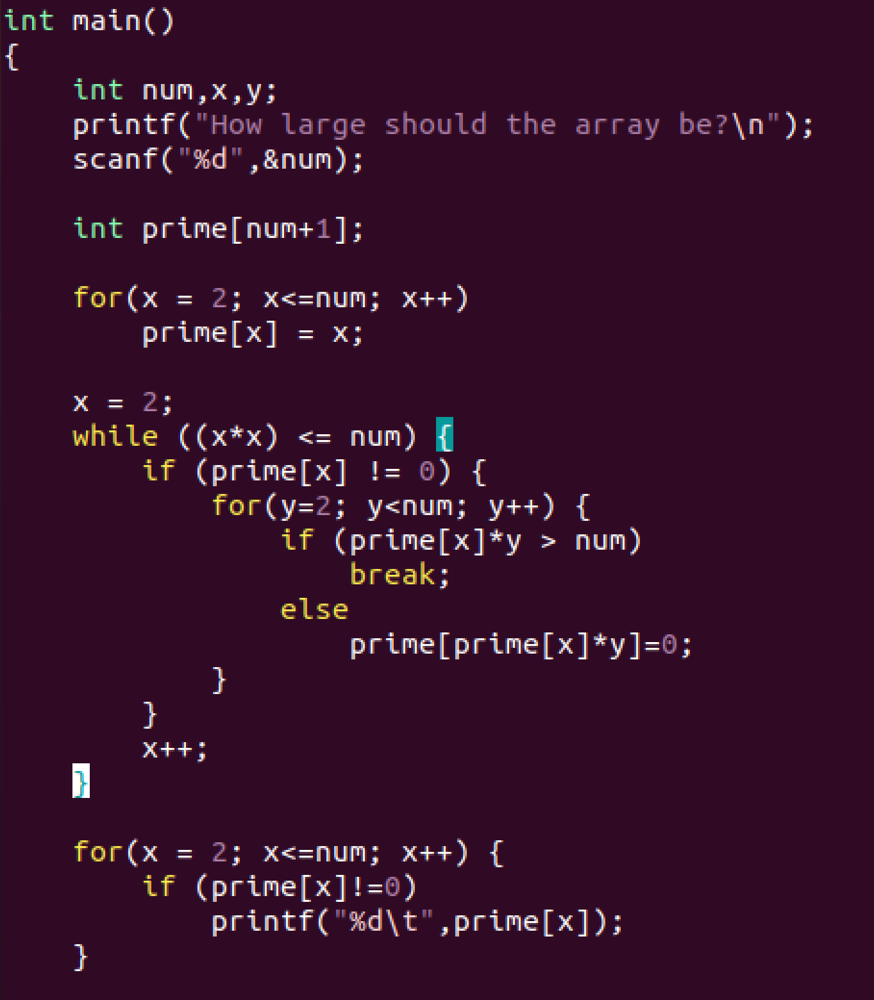 int main()
{
     int num,x,y;
     printf("How large should the array be?\n");
     scanf("%d",&num);

     int prime[num+1];

     for(x = 2; x<=num; x++)
          prime[x] = x;

     x = 2;
     while ((x*x) <= num) {
          if (prime[x] != 0) {
               for(y=2; y<num; y++) {
                    if (prime[x]*y > num)
                         break;
                    else
                         prime[prime[x]*y]=0;
               }
          }
          x++;
     }

     for(x = 2; x<=num; x++) {
          if (prime[x]!=0)
               printf("%d\t",prime[x]);
     }